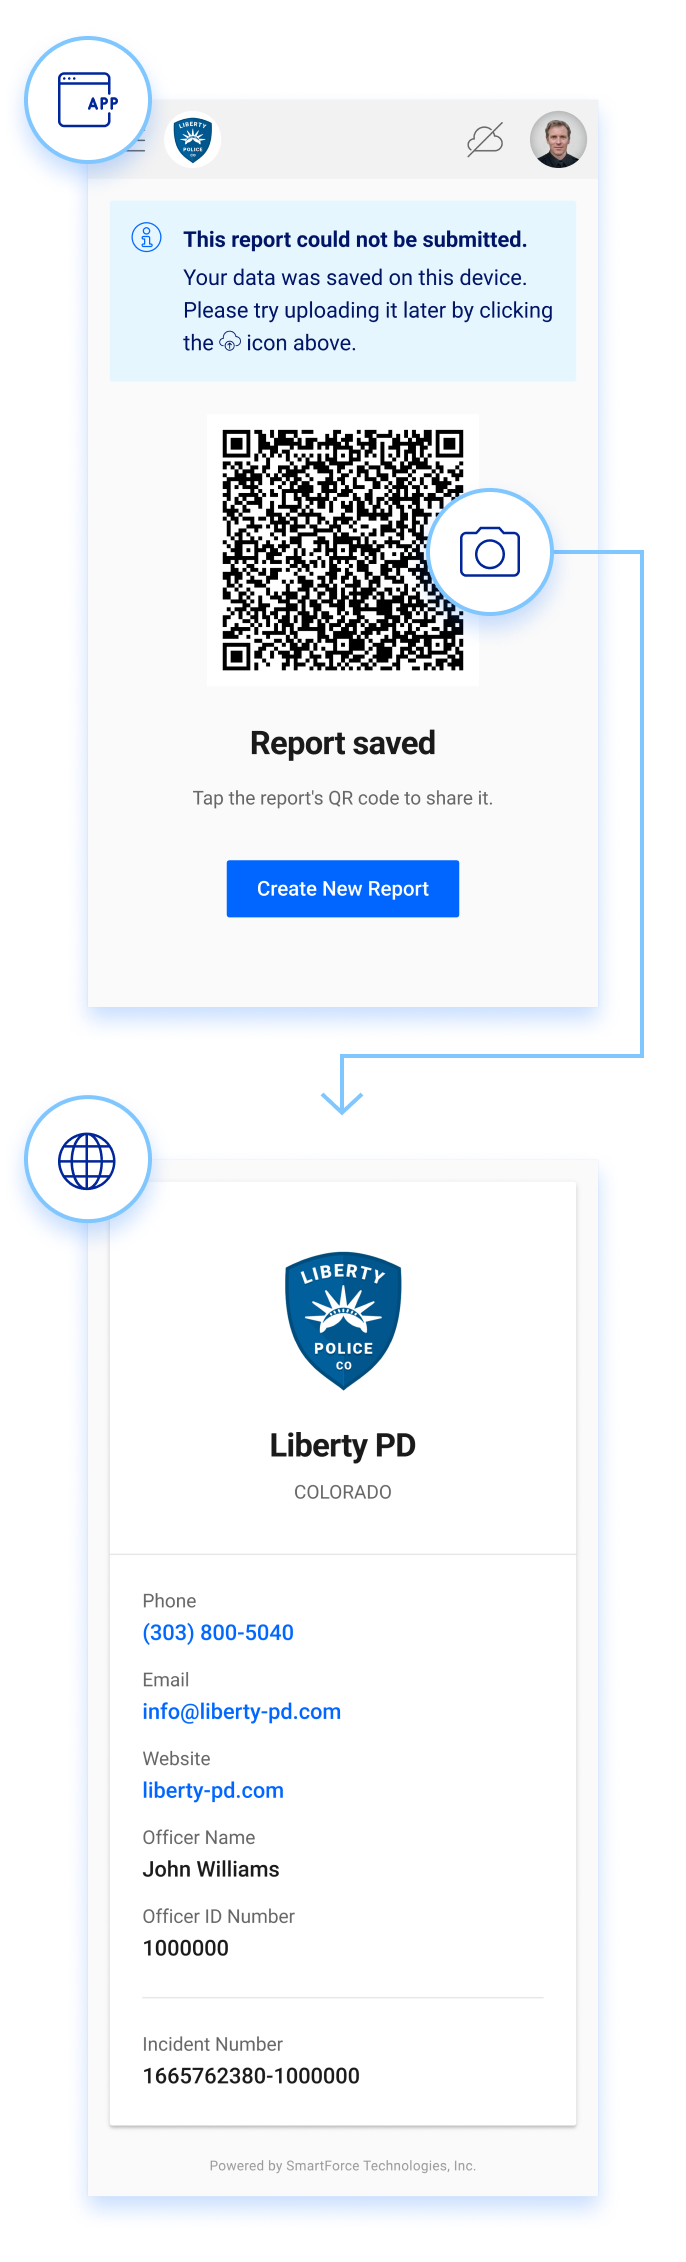 APP
LIBERTY
POLICE
CO
This report could not be submitted.
Your data was saved on this device.
Please try uploading it later by clicking
the icon above.
Report saved
Tap the report's QR code to share it.
Create New Report
LIBERTY
POLICE
CO
Liberty PD
COLORADO
Phone
(303) 800-5040
Email
info@liberty-pd.com
Website
liberty-pd.com
Officer Name
John Williams
Officer ID Number
1000000
Incident Number
1665762380-1000000
Powered by SmartForce Technologies, Inc.